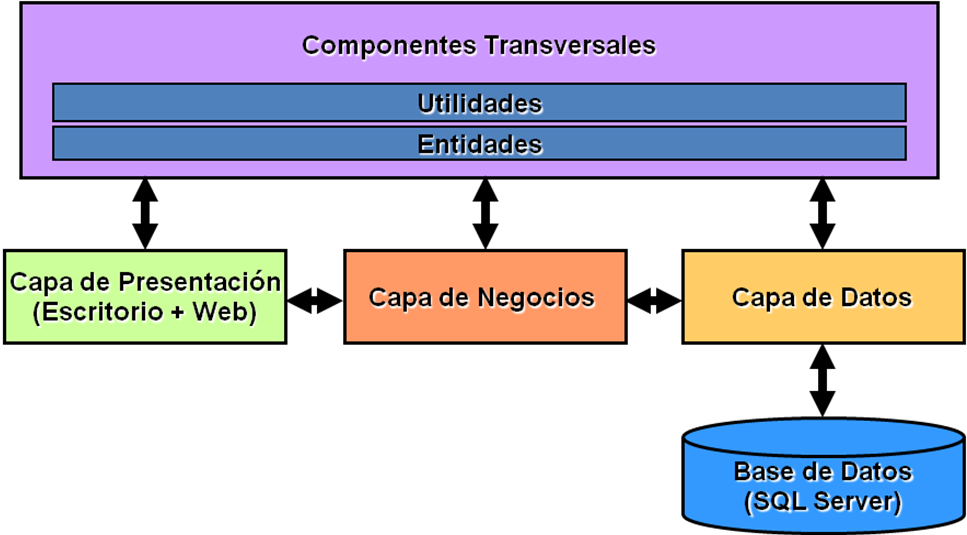 Componentes Transversales
Utilidades
Entidades
Capa de Presentación
(Escritorio + Web)
Capa de Negocios
Capa de Datos
Base de Datos
(SQL Server)